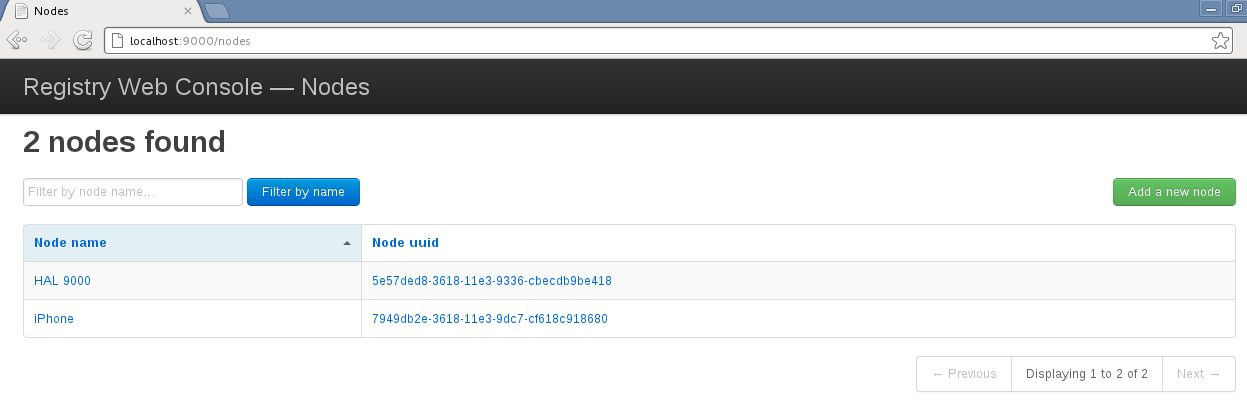 Nodes
localhost:9000/nodes
Registry Web Console — Nodes
2 nodes found
Filter by node name... Filter by name Add a new node
Node name Node uuid
HAL 9000 5e57ded8-3618-11e3-9336-cbecdb9be418
iPhone 7949db2e-3618-11e3-9dc7-cf618c918680
← Previous Displaying 1 to 2 of 2 Next →